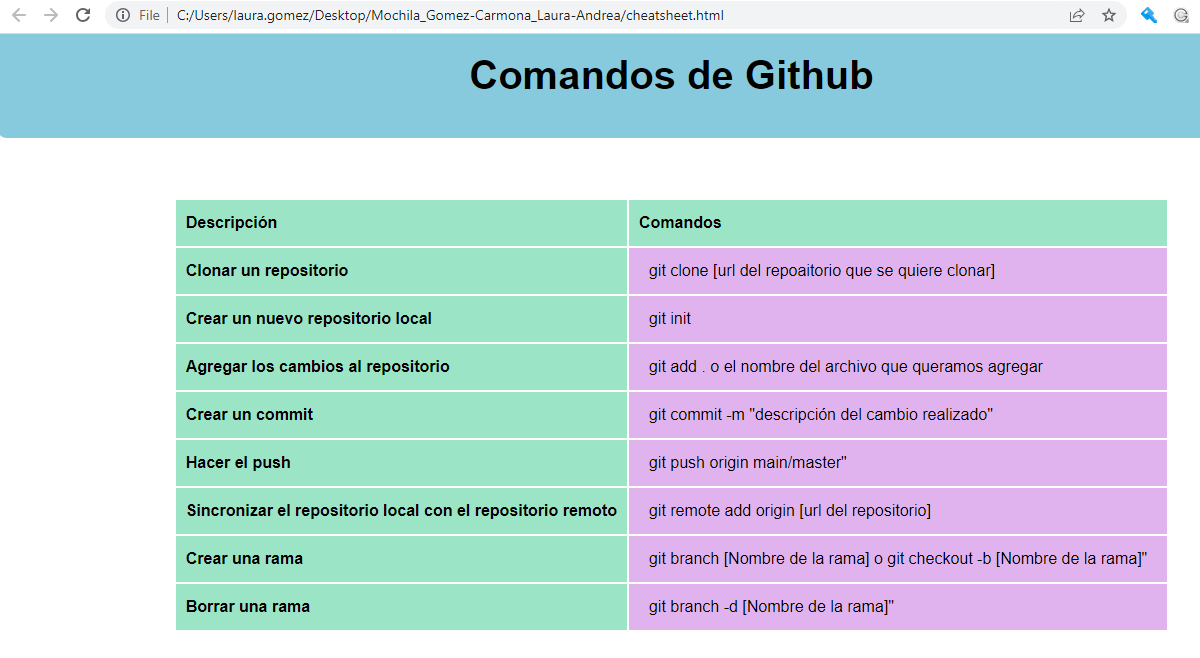 File C:/Users/laura.gomez/Desktop/Mochila_Gomez-Carmona_Laura-Andrea/cheatsheet.html
Comandos de Github
Descripción Comandos
Clonar un repositorio git clone [url del repoaitorio que se quiere clonar]
Crear un nuevo repositorio local git init
Agregar los cambios al repositorio git add . o el nombre del archivo que queramos agregar
Crear un commit git commit -m "descripción del cambio realizado"
Hacer el push git push origin main/master"
Sincronizar el repositorio local con el repositorio remoto git remote add origin [url del repositorio]
Crear una rama git branch [Nombre de la rama] o git checkout -b [Nombre de la rama]"
Borrar una rama git branch -d [Nombre de la rama]"